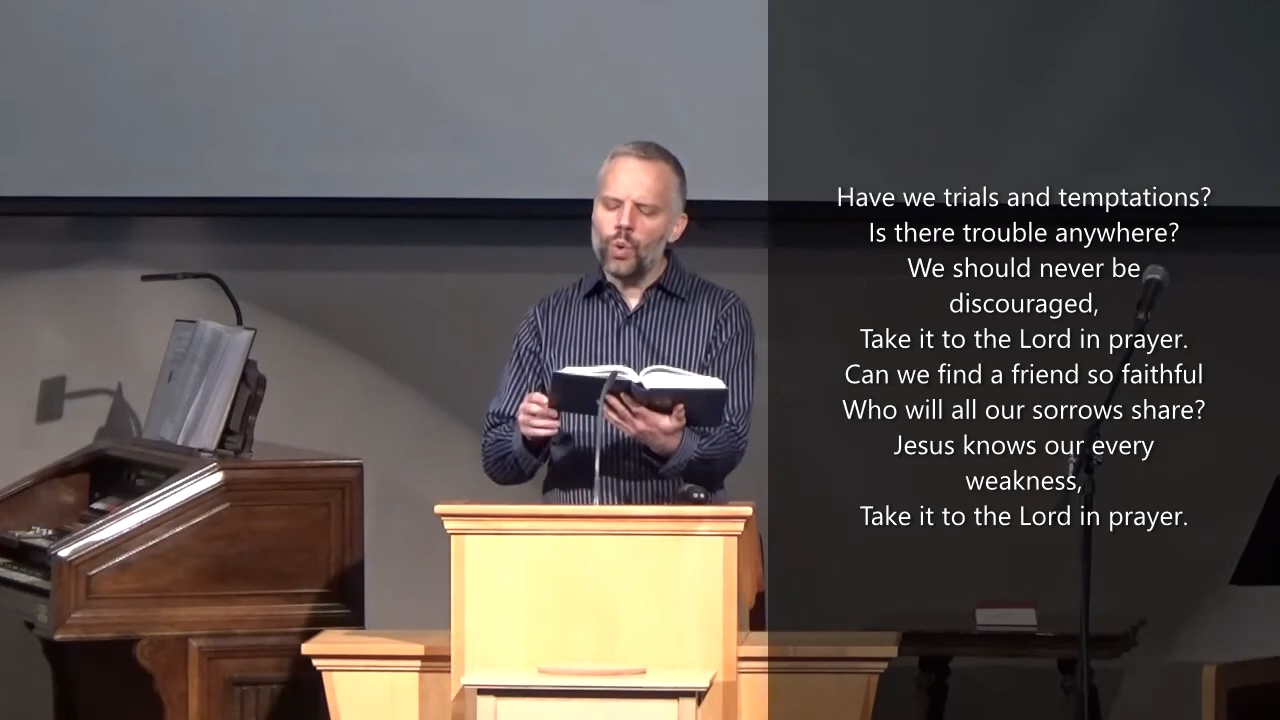 Have we trials and temptations?
Is there trouble anywhere?
We should never be
discouraged,
Take it to the Lord in prayer.
Can we find a friend so faithful
Who will all our sorrows share?
Jesus knows our every
weakness,
Take it to the Lord in prayer.